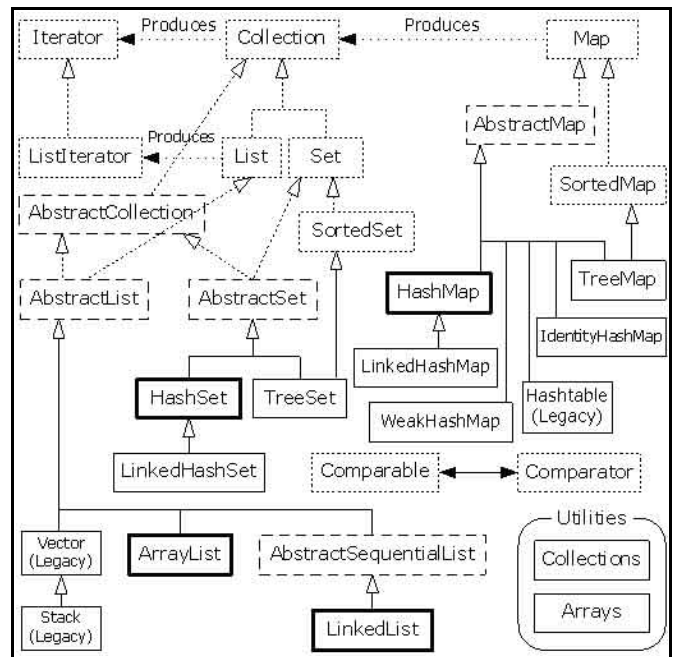 Iterator
Produces
Collection
Produces
Map
AbstractMap
ListIterator
Produces
List
Set
SortedMap
AbstractCollection
SortedSet
AbstractList
AbstractSet
HashMap
TreeMap
IdentityHashMap
LinkedHashMap
HashSet
TreeSet
Hashtable
(Legacy)
WeakHashMap
LinkedHashSet
Comparable
Comparator
Utilities
Vector
(Legacy)
ArrayList
AbstractSequentialList
Collections
Stack
(Legacy)
LinkedList
Arrays